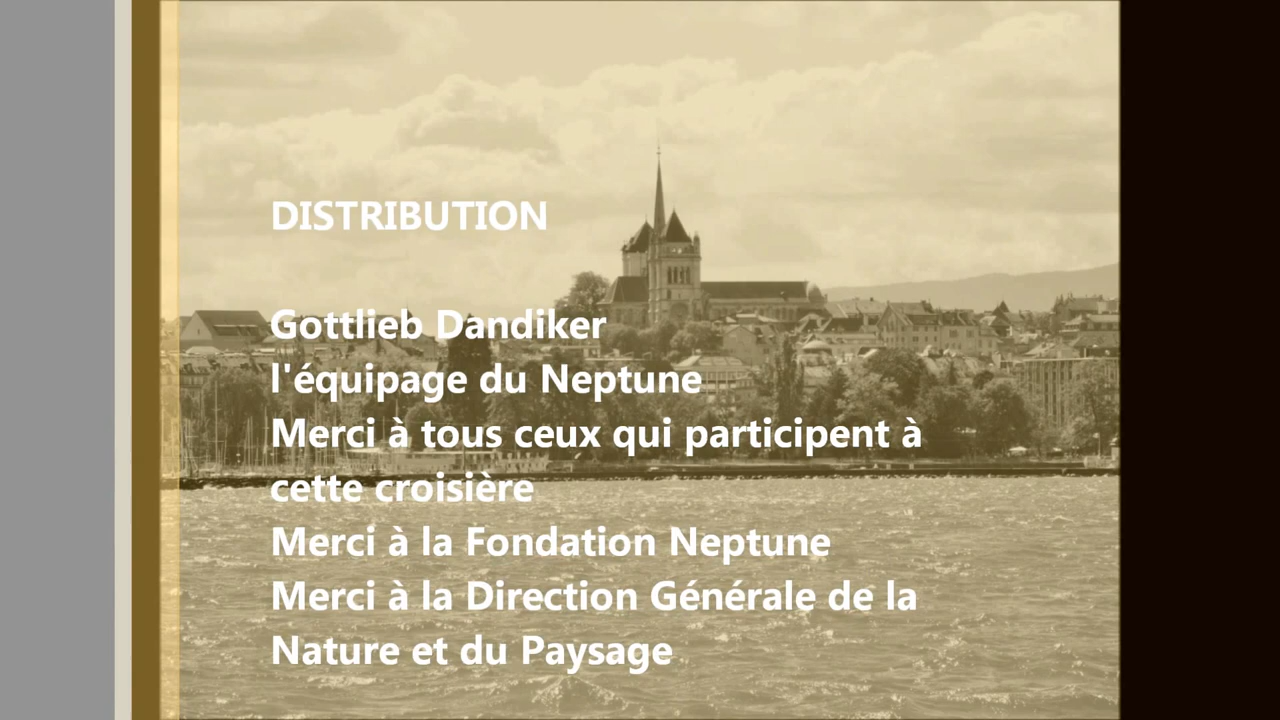 DISTRIBUTION
Gottlieb Dandiker
l'équipage du Neptune
Merci à tous ceux qui participent à
cette croisière
Merci à la Fondation Neptune
Merci à la Direction Générale de la
Nature et du Paysage